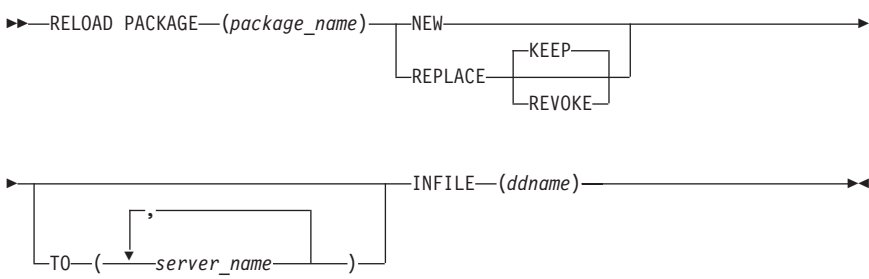 RELOAD PACKAGE (package_name) NEW
KEEP
REPLACE
REVOKE
INFILE (ddname)
,
TO ( server_name )